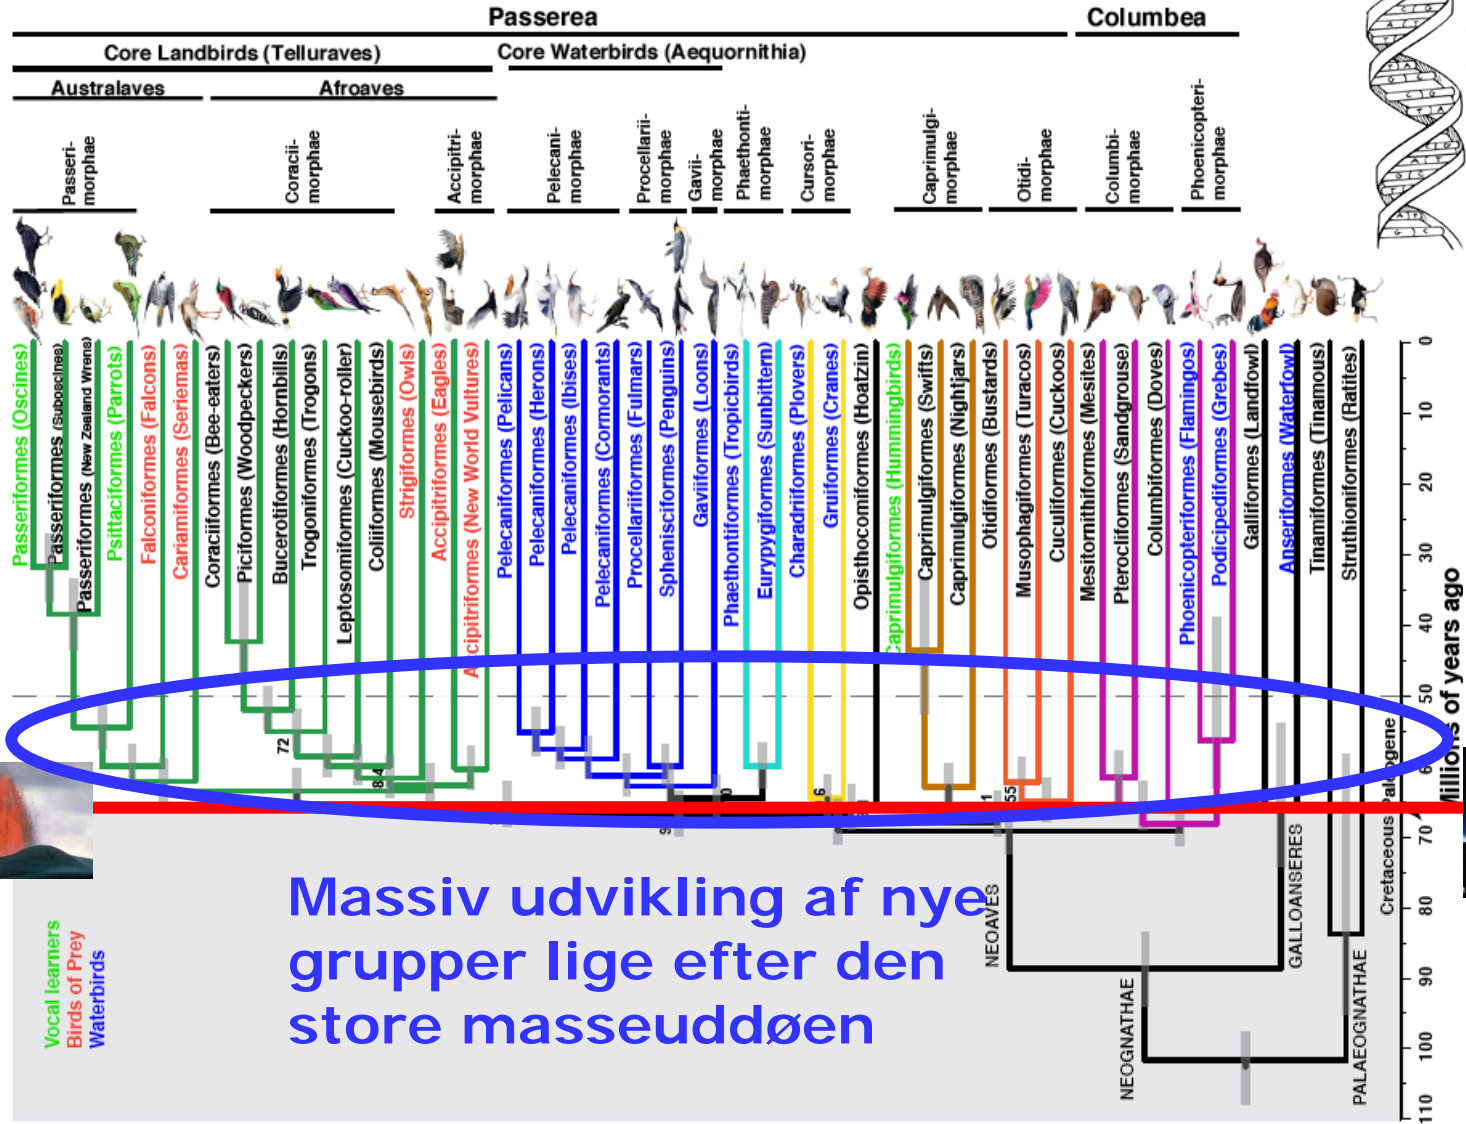 Passerea
Columbea
Core Landbirds (Telluraves)
Core Waterbirds (Aequornithia)
Australaves
Afroaves
Passeri-
morphae
Coracii-
morphae
Accipitri-
morphae
Pelecani-
morphae
Procellarii-
morphae
Gavii-
morphae
Phaethonti-
morphae
Cursori-
morphae
Caprimulgi-
morphae
Otidi-
morphae
Columbi-
morphae
Phoenicopteri-
morphae
Passeriformes (Oscines)
Passeriformes (Suboscines)
Passeriformes (New Zealand Wrens)
Psittaciformes (Parrots)
Falconiformes (Falcons)
Cariamiformes (Seriemas)
Coraciiformes (Bee-eaters)
Piciformes (Woodpeckers)
Bucerotiformes (Hornbills)
Trogoniformes (Trogons)
Leptosomiformes (Cuckoo-roller)
Coliiformes (Mousebirds)
Strigiformes (Owls)
Accipitriformes (Eagles)
Accipitriformes (New World Vultures)
Pelecaniformes (Pelicans)
Pelecaniformes (Herons)
Pelecaniformes (Ibises)
Pelecaniformes (Cormorants)
Procellariiformes (Fulmars)
Sphenisciformes (Penguins)
Gaviiformes (Loons)
Phaethontiformes (Tropicbirds)
Eurypygiformes (Sunbittern)
Charadriiformes (Plovers)
Gruiformes (Cranes)
Opisthocomiformes (Hoatzin)
Caprimulgiformes (Hummingbirds)
Caprimulgiformes (Swifts)
Caprimulgiformes (Nightjars)
Otidiformes (Bustards)
Musophagiformes (Turacos)
Cuculiformes (Cuckoos)
Mesitornithiformes (Mesites)
Pterocliformes (Sandgrouse)
Columbiformes (Doves)
Phoenicopteriformes (Flamingos)
Podicipediformes (Grebes)
Galliformes (Landfowl)
Anseriformes (Waterfowl)
Tinamiformes (Tinamous)
Struthioniformes (Ratites)
0
10
20
30
40
50
70
80
90
100
110
Millions of years ago
Cretaceous
72
84
55
NEOAVES
GALLOANSERES
NEOGNATHAE
PALAEOGNATHAE
Vocal learners
Birds of Prey
Waterbirds
Massiv udvikling af nye
grupper lige efter den
store masseuddøen